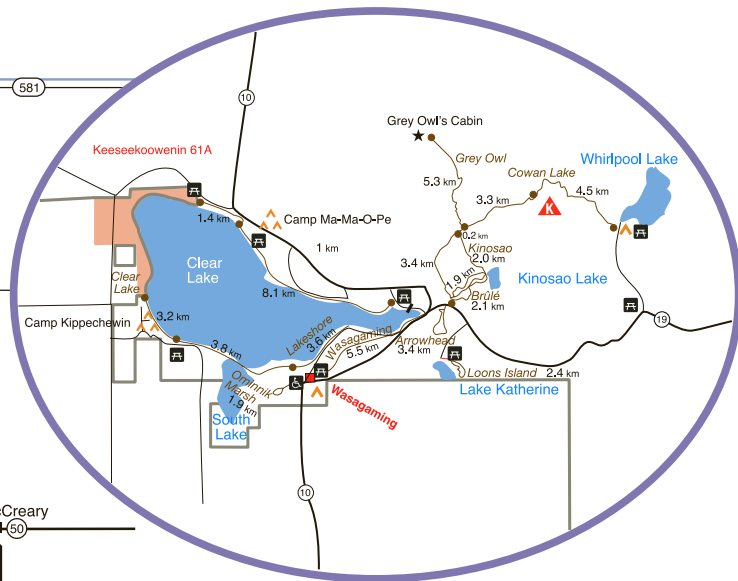 581
10
Grey Owl's Cabin
Keeseekoowenin 61A
Grey Owl
Whirlpool Lake
Cowan Lake
5.3 km
4.5 km
3.3 km
K
1.4 km
Camp Ma-Ma-O-Pe
0.2 km
1 km
Kinosao
3.4 km
2.0 km
Clear
Lake
Clear
Lake
1.9 km
Kinosao Lake
8.1 km
Brûlé
2.1 km
3.2 km
Camp Kippechewin
19
3.8 km
Lakeshore
3.6 km
Wasagaming
5.5 km
Arrowhead
3.4 km
Loons Island
2.4 km
Ominnik
Marsh
1.9 km
Lake Katherine
Wasagaming
South
Lake
10
Creary
50